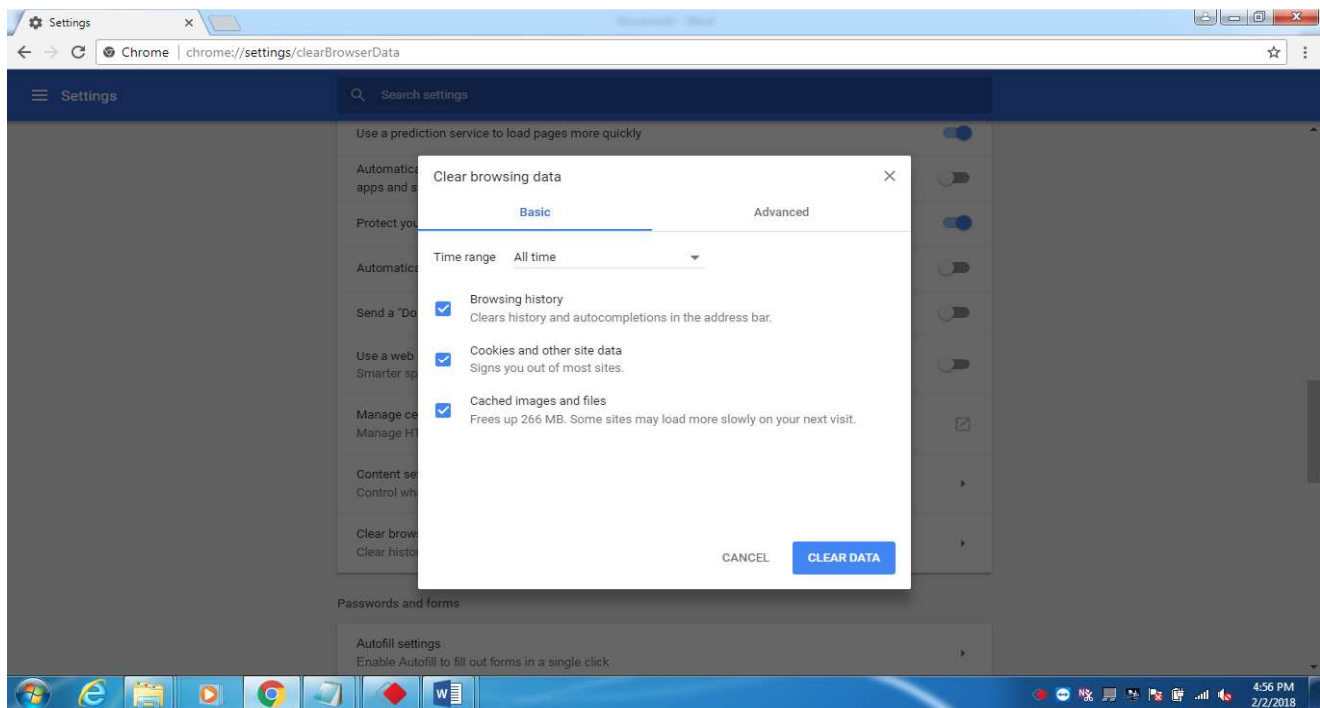 Settings
Chrome | chrome://settings/clearBrowserData
Settings
Search settings
Use a prediction service to load pages more quickly
Automatica
apps and s
Protect you
Automatica
Send a "Do
Use a web
Smarter sp
Manage ce
Manage HT
Content se
Control wh
Clear brows
Clear histo
Clear browsing data
Basic Advanced
Time range All time
Browsing history
Clears history and autocompletions in the address bar.
Cookies and other site data
Signs you out of most sites.
Cached images and files
Frees up 266 MB. Some sites may load more slowly on your next visit.
CANCEL CLEAR DATA
Passwords and forms
Autofill settings
Enable Autofill to fill out forms in a single click
4:56 PM
2/2/2018